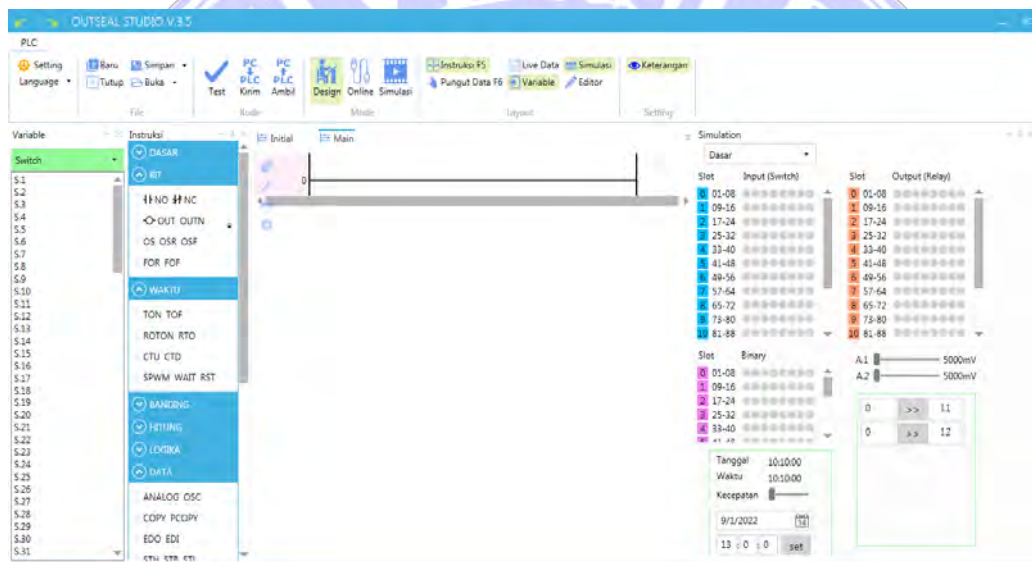 OUTSEAL STUDIO V.3.5
PLC
Setting
Language
Baru
Simpan
Tutup
Buka
File
Test
PC PLC Kirim
PC PLC Ambil
Kode
Design
Online
Simulasi
Mode
Instruksi F5
Live Data
Simulasi
Pungut Data F6
Variable
Editor
Layout
Keterangan
Setting
Variable
Switch
S.1
S.2
S.3
S.4
S.5
S.6
S.7
S.8
S.9
S.10
S.11
S.12
S.13
S.14
S.15
S.16
S.17
S.18
S.19
S.20
S.21
S.22
S.23
S.24
S.25
S.26
S.27
S.28
S.29
S.30
S.31
Instruksi
DASAR
BIT
NO NC
OUT OUTN
OS OSR OSF
FOR FOF
WAKTU
TON TOF
ROTON RTO
CTU CTD
SPWM WAIT RST
BANDING
HITUNG
LOGIKA
DATA
ANALOG OSC
COPY PCOPY
EDO EDI
Initial
Main
0
Simulation
Dasar
Slot Input (Switch)
0 01-08
1 09-16
2 17-24
3 25-32
4 33-40
5 41-48
6 49-56
7 57-64
8 65-72
9 73-80
10 81-88
Slot Output (Relay)
0 01-08
1 09-16
2 17-24
3 25-32
4 33-40
5 41-48
6 49-56
7 57-64
8 65-72
9 73-80
10 81-88
Slot Binary
0 01-08
1 09-16
2 17-24
3 25-32
4 33-40
A.1 5000mV
A.2 5000mV
0 >> I.1
0 >> I.2
Tanggal 10:10:00
Waktu 10:10:00
Kecepatan
9/1/2022
13 : 0 : 0 set